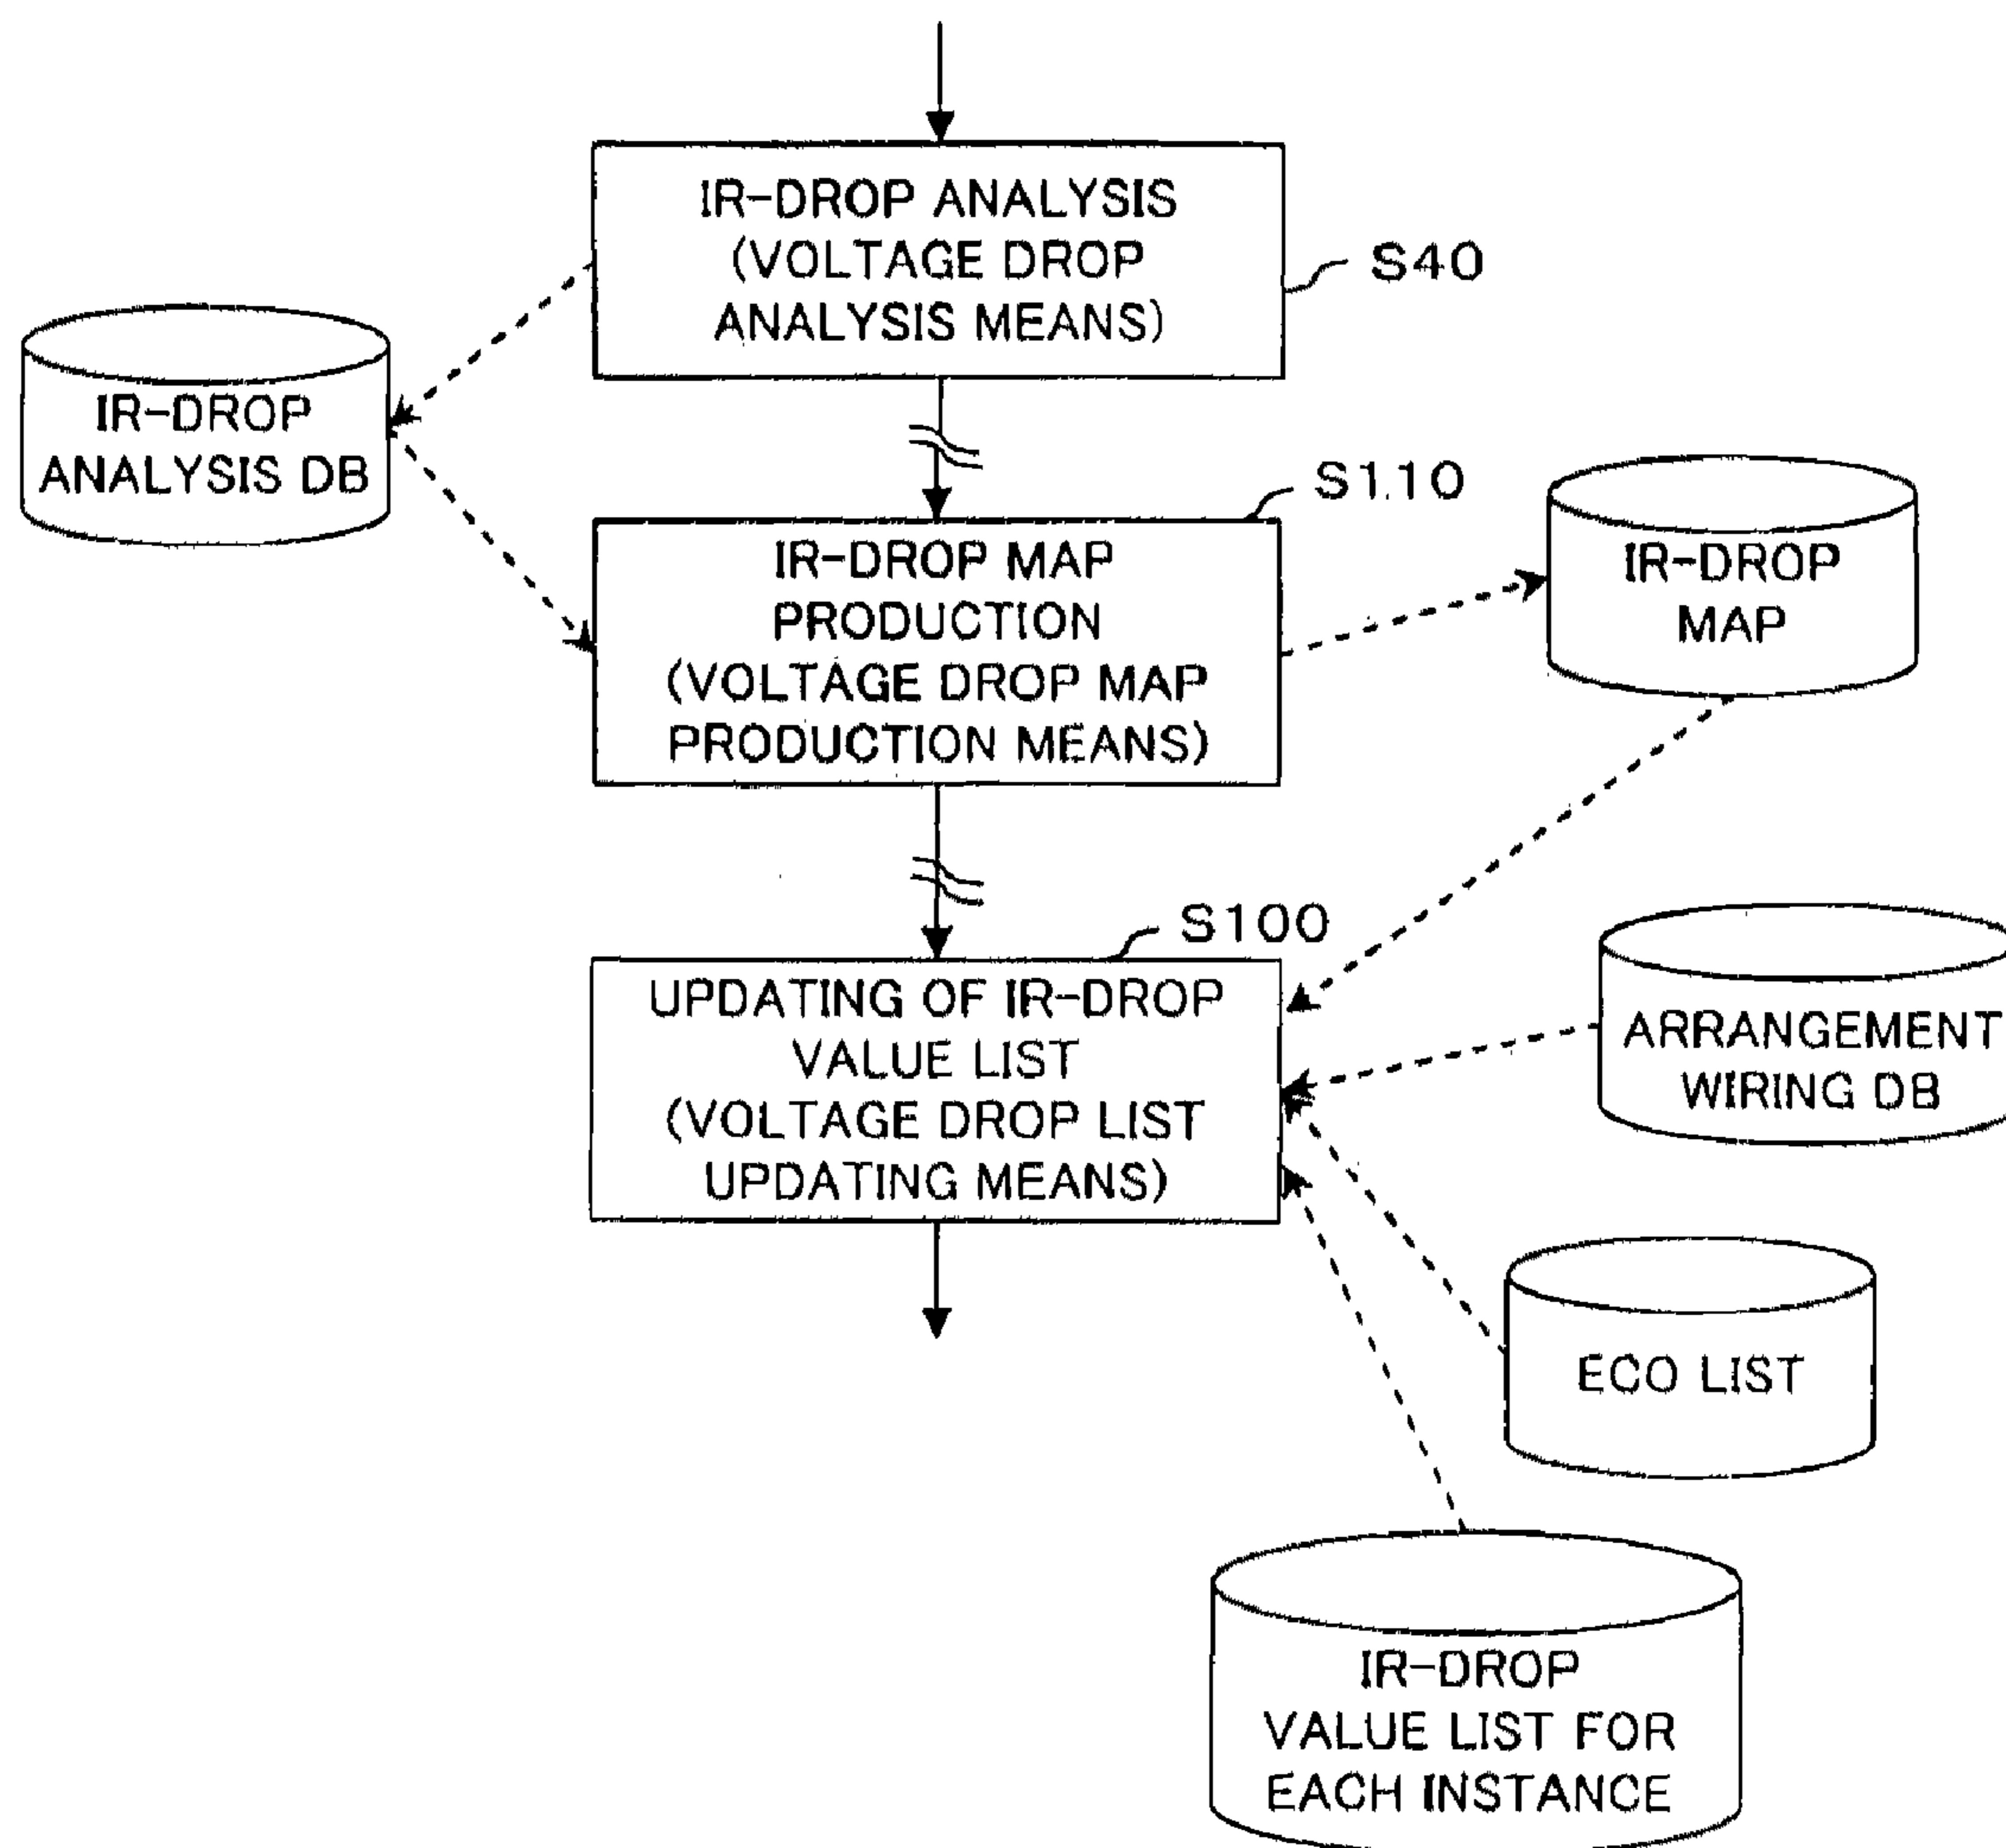 IR-DROP ANALYSIS
(VOLTAGE DROP
ANALYSIS MEANS)
S40
IR-DROP
ANALYSIS DB
S110
IR-DROP MAP
PRODUCTION
(VOLTAGE DROP MAP
PRODUCTION MEANS)
IR-DROP
MAP
S100
UPDATING OF IR-DROP
VALUE LIST
(VOLTAGE DROP LIST
UPDATING MEANS)
ARRANGEMENT
WIRING DB
ECO LIST
IR-DROP
VALUE LIST FOR
EACH INSTANCE